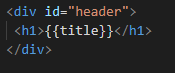 <div id="header">
<h1>{{title}}</h1>
</div>